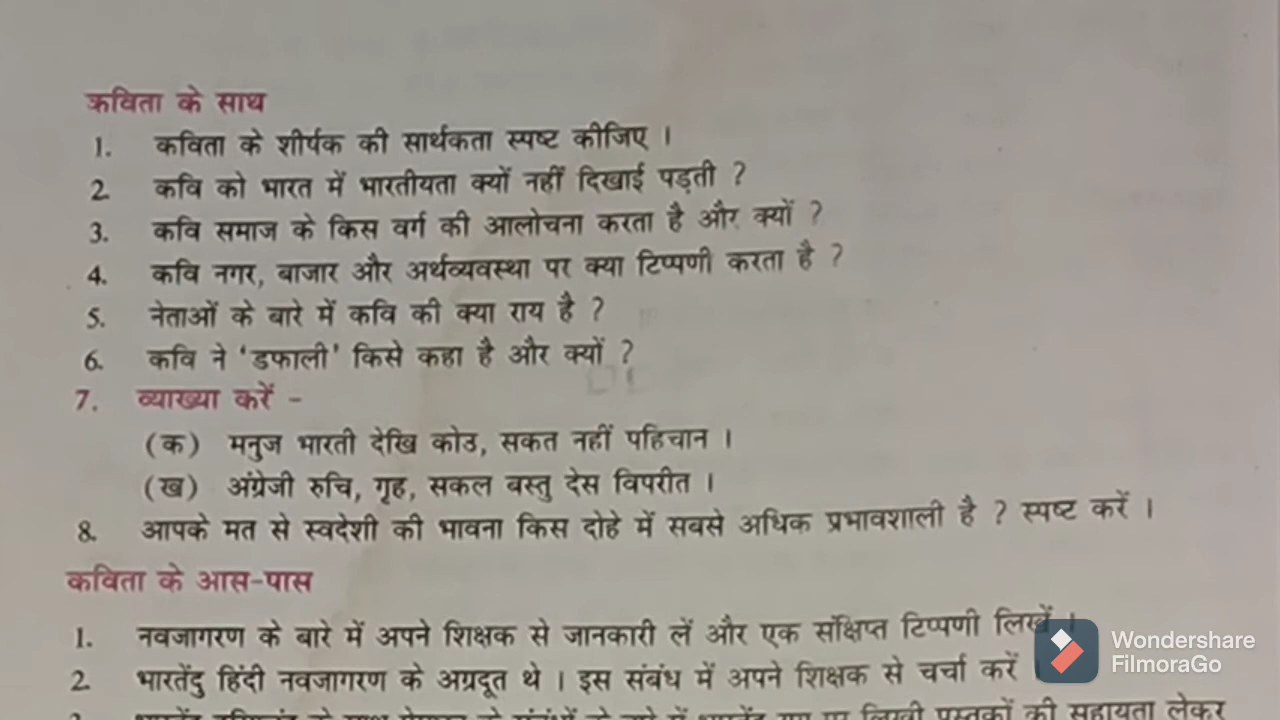 कविता के साथ
1. कविता के शीर्षक की सार्थकता स्पष्ट कीजिए ।
2 कवि को भारत में भारतीयता क्यों नहीं दिखाई पड़ती ?
3. कवि समाज के किस वर्ग की आलोचना करता है और क्यों ?
4. कवि नगर, बाजार और अर्थव्यवस्था पर क्या टिप्पणी करता है ?
5. नेताओं के बारे में कवि की क्या राय है ?
6. कवि ने 'डफाली' किसे कहा है और क्यों ?
7. व्याख्या करें -
(क) मनुज भारती देखि कोउ, सकत नहीं पहिचान ।
(ख) अंग्रेजी रुचि, गृह, सकल बस्तु देस विपरीत ।
8. आपके मत से स्वदेशी की भावना किस दोहे में सबसे अधिक प्रभावशाली है ? स्पष्ट करें ।
कविता के आस-पास
1. नवजागरण के बारे में अपने शिक्षक से जानकारी लें और एक संक्षिप्त टिप्पणी लिखें ।
2 भारतेंदु हिंदी नवजागरण के अग्रदूत थे । इस संबंध में अपने शिक्षक से चर्चा करें ।
लिखी पुस्तकों की सहायता लेकर
Wondershare
FilmoraGo